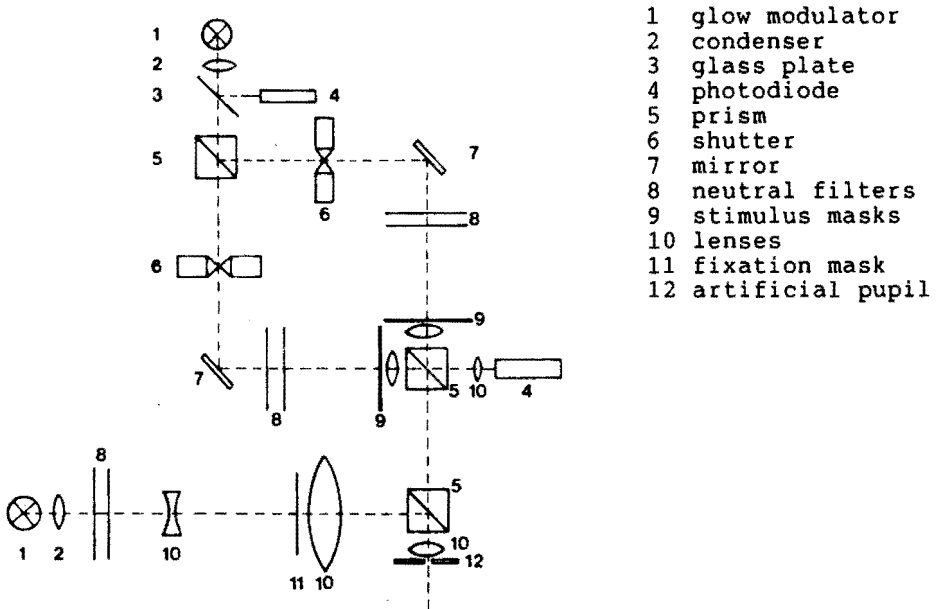 1
2
3
4
5
6
7
6
8
6
9
7
8
9
5
10
4
8
5
1
2
10
11
10
10
12
1 glow modulator
2 condenser
3 glass plate
4 photodiode
5 prism
6 shutter
7 mirror
8 neutral filters
9 stimulus masks
10 lenses
11 fixation mask
12 artificial pupil